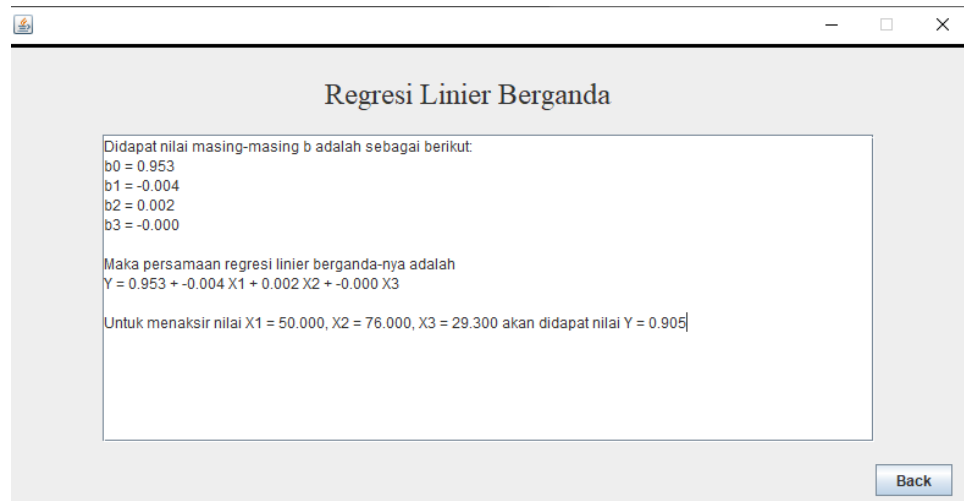 Regresi Linier Berganda
Didapat nilai masing-masing b adalah sebagai berikut:
b0 = 0.953
b1 = -0.004
b2 = 0.002
b3 = -0.000
Maka persamaan regresi linier berganda-nya adalah
Y = 0.953 + -0.004 X1 + 0.002 X2 + -0.000 X3
Untuk menaksir nilai X1 = 50.000, X2 = 76.000, X3 = 29.300 akan didapat nilai Y = 0.905
Back